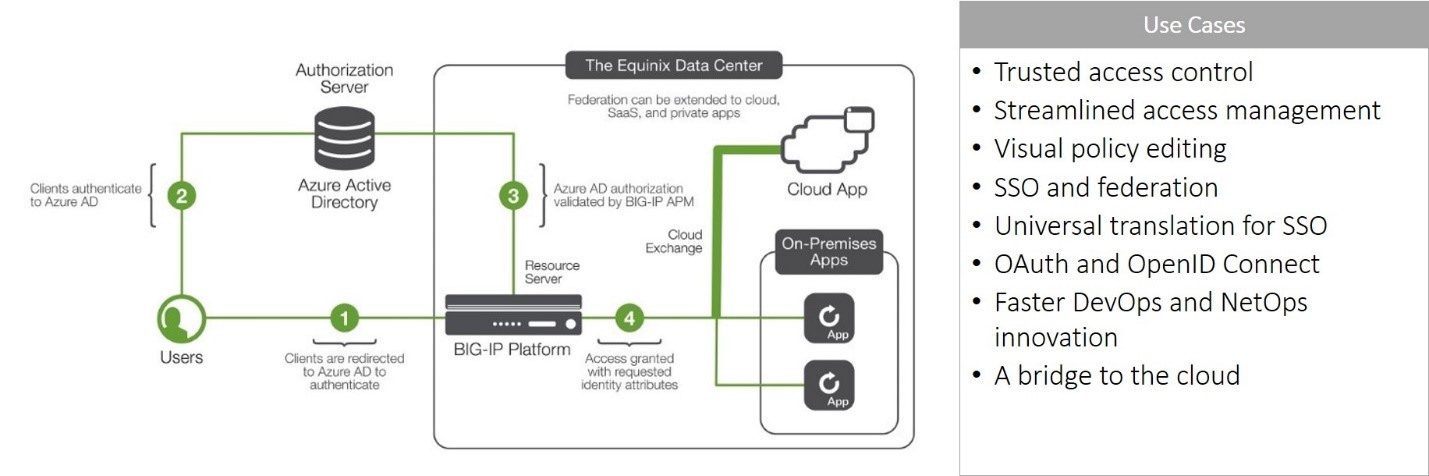 Authorization
Server
Azure Active
Directory
Clients authenticate
to Azure AD
2
Users
1
Clients are redirected
to Azure AD to
authenticate
The Equinix Data Center
Federation can be extended to cloud,
SaaS, and private apps
3
Azure AD authorization
validated by BIG-IP APM
Resource
Server
BIG-IP Platform
4
Access granted
with requested
identity attributes
Cloud
Exchange
Cloud App
On-Premises
Apps
App
App
Use Cases
• Trusted access control
• Streamlined access management
• Visual policy editing
• SSO and federation
• Universal translation for SSO
• OAuth and OpenID Connect
• Faster DevOps and NetOps
innovation
• A bridge to the cloud